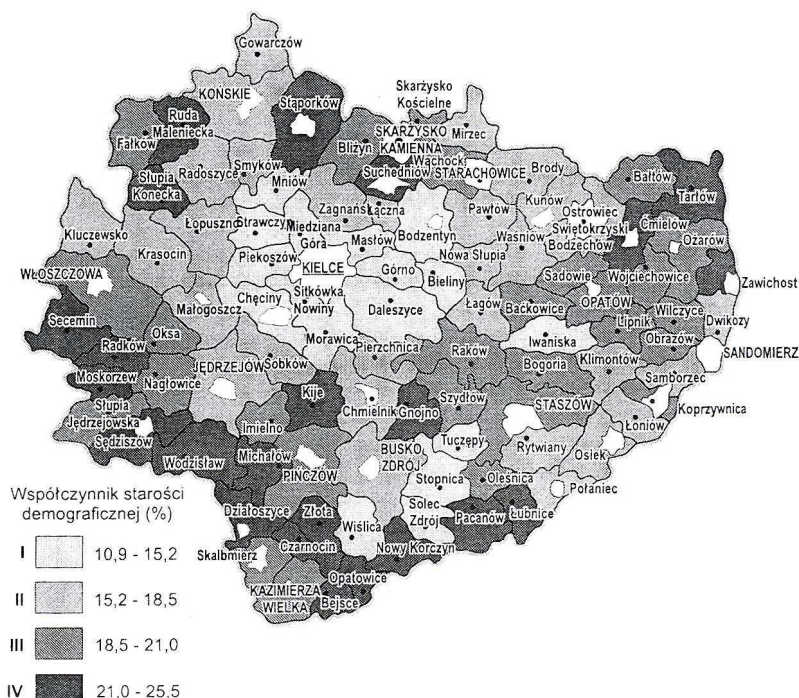 Gowarczów
KOŃSKIE
Stąporków
Skarżysko
Kościelne
Ruda
Maleniecka
Fałków
SKARŻYSKO
KAMIENNA
Mirzec
Bliżyn
Wąchock
Słupia
Konecka
Radoszyce
Smyków
Suchedniów
STARACHOWICE
Brody
Bałtów
Tarłów
Mniów
Łopuszno
Strawczyn
Miedziana
Góra
Zagnańsk
Łączna
Bodzentyn
Pawłów
Kunów
Ostrowiec
Świętokrzyski
Bodzechów
Ćmielów
Ożarów
Kluczewsko
Krasocin
Piekoszów
Masłów
Nowa Słupia
Waśniów
KIELCE
Górno
Bieliny
Sadowie
Wojciechowice
Zawichost
WŁOSZCZOWA
Małogoszcz
Chęciny
Sitkówka
Nowiny
Daleszyce
Łagów
Baćkowice
OPATÓW
Wilczyce
Lipnik
Dwikozy
Secemin
Oksa
Radków
Morawica
Pierzchnica
Iwaniska
Obrazów
SANDOMIERZ
Moskorzew
Nagłowice
JĘDRZEJÓW
Sobków
Raków
Bogoria
Klimontów
Samborzec
Słupia
Jędrzejowska
Sędziszów
Kije
Chmielnik
Gnojno
Szydłów
STASZÓW
Koprzywnica
Łoniów
Imielno
Wodzisław
Michałów
PIŃCZÓW
BUSKO
ZDRÓJ
Tuczępy
Rytwiany
Osiek
Stopnica
Oleśnica
Połaniec
Działoszyce
Złota
Wiślica
Solec
Zdrój
Pacanów
Łubnice
Skalbmierz
Czarnocin
Nowy Korczyn
KAZIMIERZA
WIELKA
Opatowice
Bejsce
Współczynnik starości
demograficznej (%)
I 10,9 - 15,2
II 15,2 - 18,5
III 18,5 - 21,0
IV 21,0 - 25,5